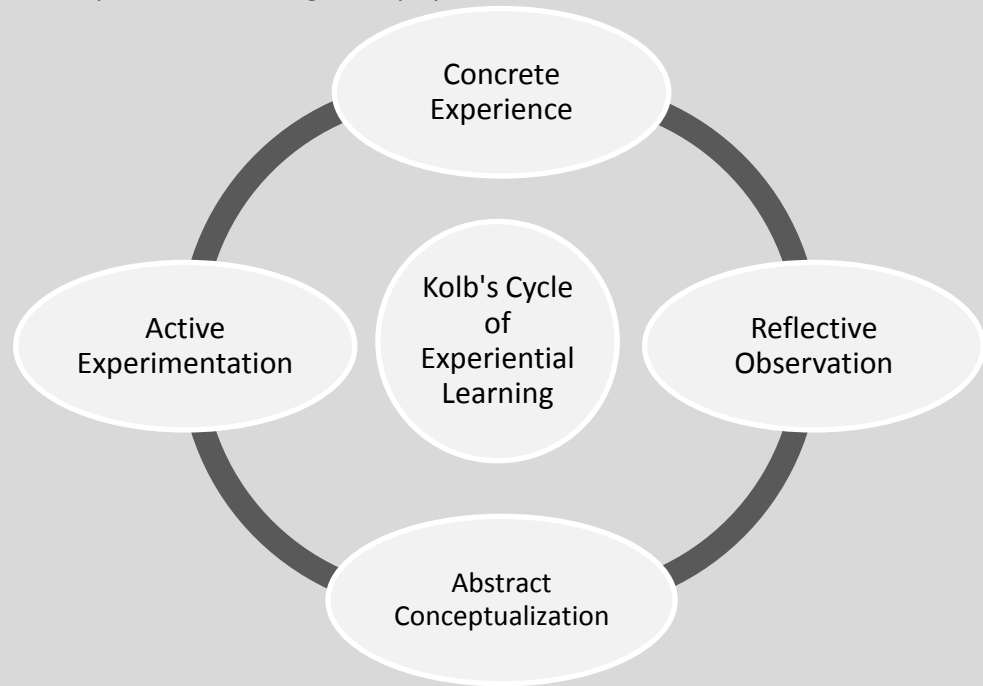 Concrete
Experience
Kolb's Cycle
of
Experiential
Learning
Active
Experimentation
Reflective
Observation
Abstract
Conceptualization